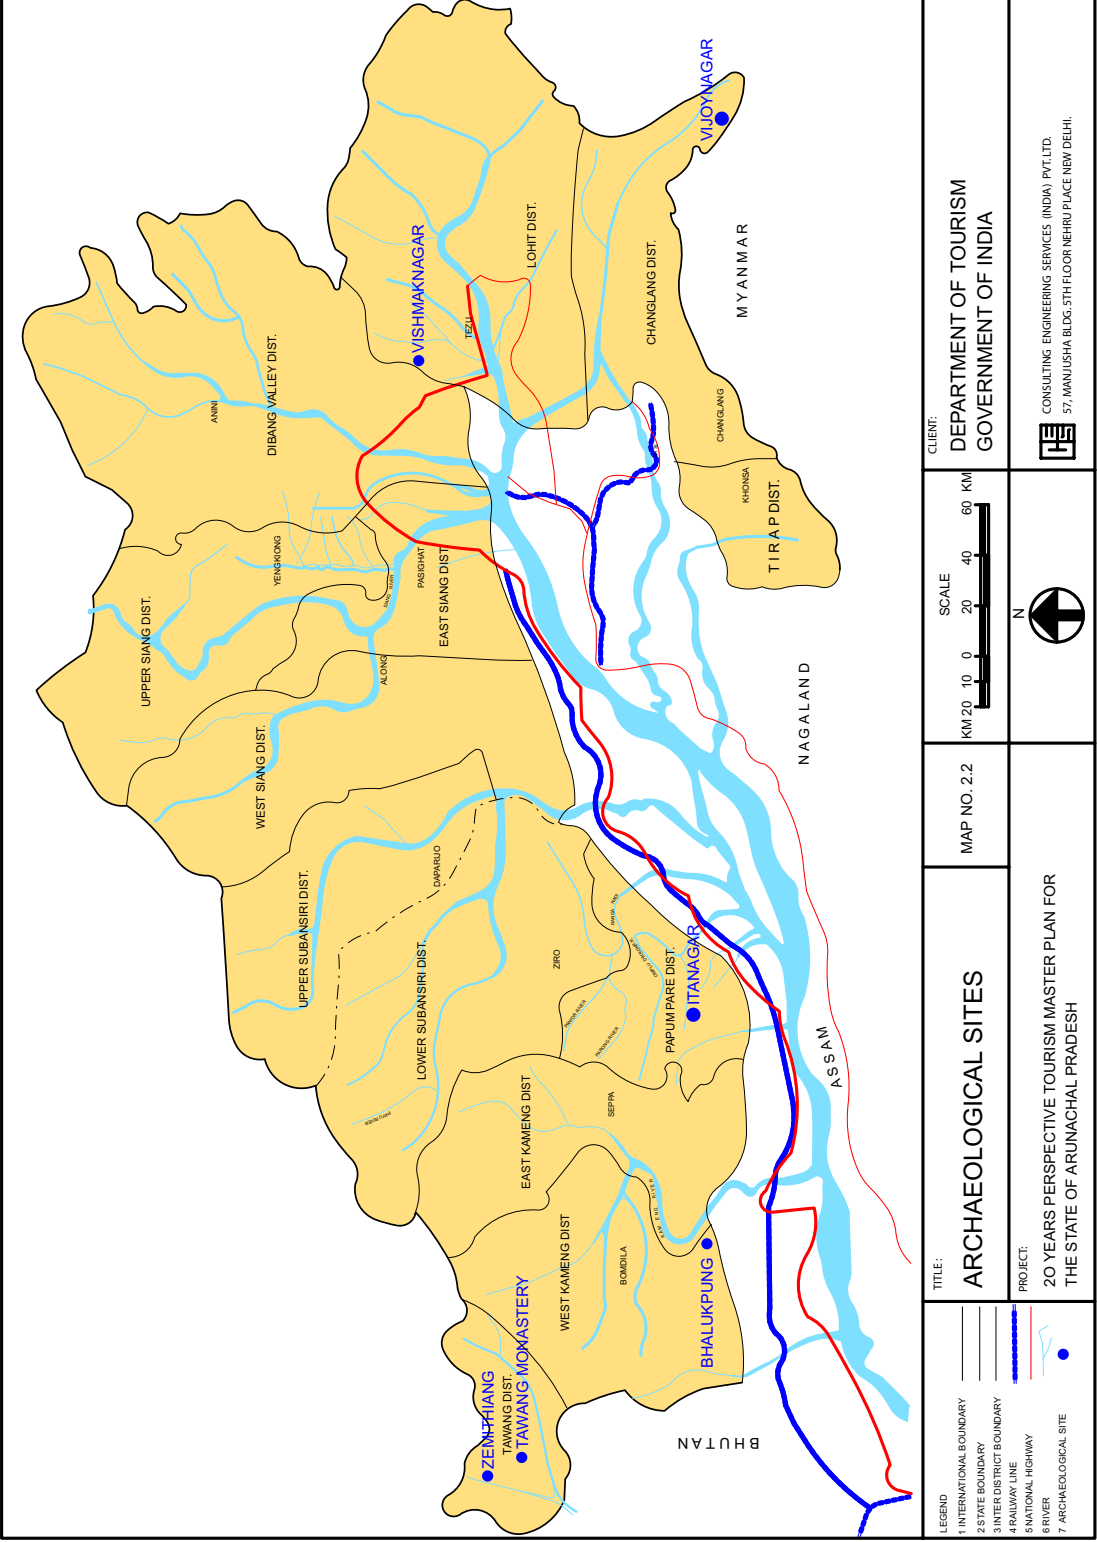 ZEMITHIANG
TAWANG DIST.
TAWANG MONASTERY
WEST KAMENG DIST
BOMDILA
BHALUKPUNG
KAM ENG RIVER
EAST KAMENG DIST
SEPPA
UPPER SUBANSIRI DIST.
DAPARIJO
LOWER SUBANSIRI DIST.
ZIRO
PAPUM PARE DIST.
ITANAGAR
WEST SIANG DIST.
ALONG
UPPER SIANG DIST.
YENGKIONG
SIANG RIVER
PASIGHAT
EAST SIANG DIST.
ANINI
DIBANG VALLEY DIST.
VISHMAKNAGAR
TEZU
LOHIT DIST.
CHANGLANG DIST.
VIJOYNAGAR
CHANGLANG
KHONSA
TIRAP DIST.
BHUTAN
ASSAM
NAGALAND
MYANMAR
LEGEND
1 INTERNATIONAL BOUNDARY
2 STATE BOUNDARY
3 INTER DISTRICT BOUNDARY
4 RAILWAY LINE
5 NATIONAL HIGHWAY
6 RIVER
7 ARCHAEOLOGICAL SITE
TITLE:
ARCHAEOLOGICAL SITES
PROJECT:
20 YEARS PERSPECTIVE TOURISM MASTER PLAN FOR
THE STATE OF ARUNACHAL PRADESH
MAP NO. 2.2
SCALE
KM 20 10 0 20 40 60 KM
N
CLIENT:
DEPARTMENT OF TOURISM
GOVERNMENT OF INDIA
CONSULTING ENGINEERING SERVICES (INDIA) PVT.LTD.
57, MANJUSHA BLDG. 5TH FLOOR NEHRU PLACE NEW DELHI.